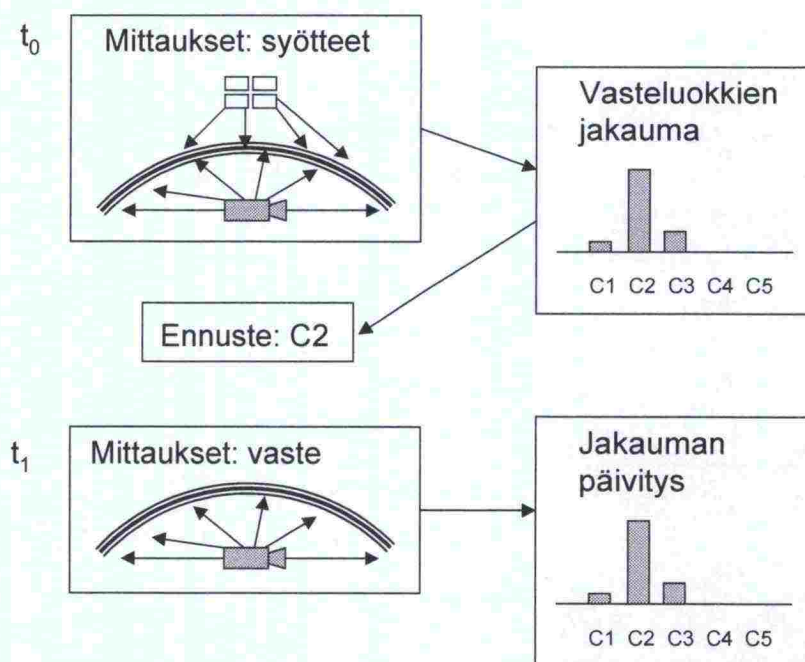 t0
Mittaukset: syötteet
Vasteluokkien
jakauma
C1 C2 C3 C4 C5
Ennuste: C2
t1
Mittaukset: vaste
Jakauman
päivitys
C1 C2 C3 C4 C5